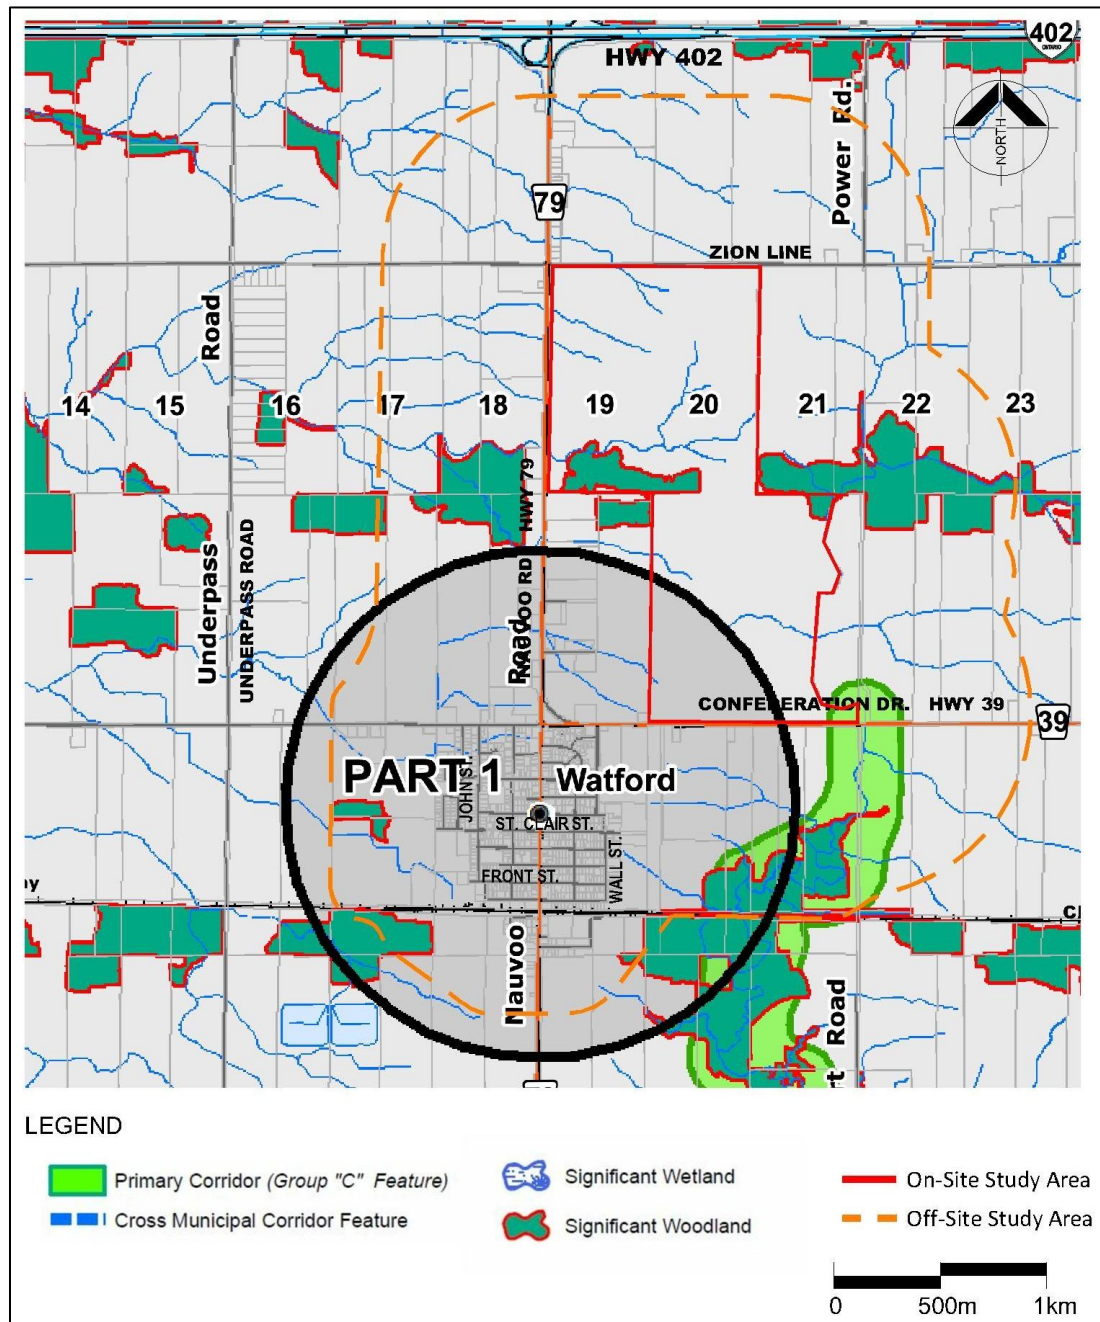 402
ONTARIO
HWY 402
Power Rd.
NORTH
79
ZION LINE
Road
14 15 16 17 18 19 20 21 22 23
HWY 79
Underpass
UNDERPASS ROAD
Road
CONFEDERATION DR. HWY 39
39
PART 1
Watford
JOHN ST.
ST. CLAIR ST.
FRONT ST.
WALL ST.
Nauvoo
Road
LEGEND
Primary Corridor (Group "C" Feature)
Cross Municipal Corridor Feature
Significant Wetland
Significant Woodland
On-Site Study Area
Off-Site Study Area
0 500m 1km